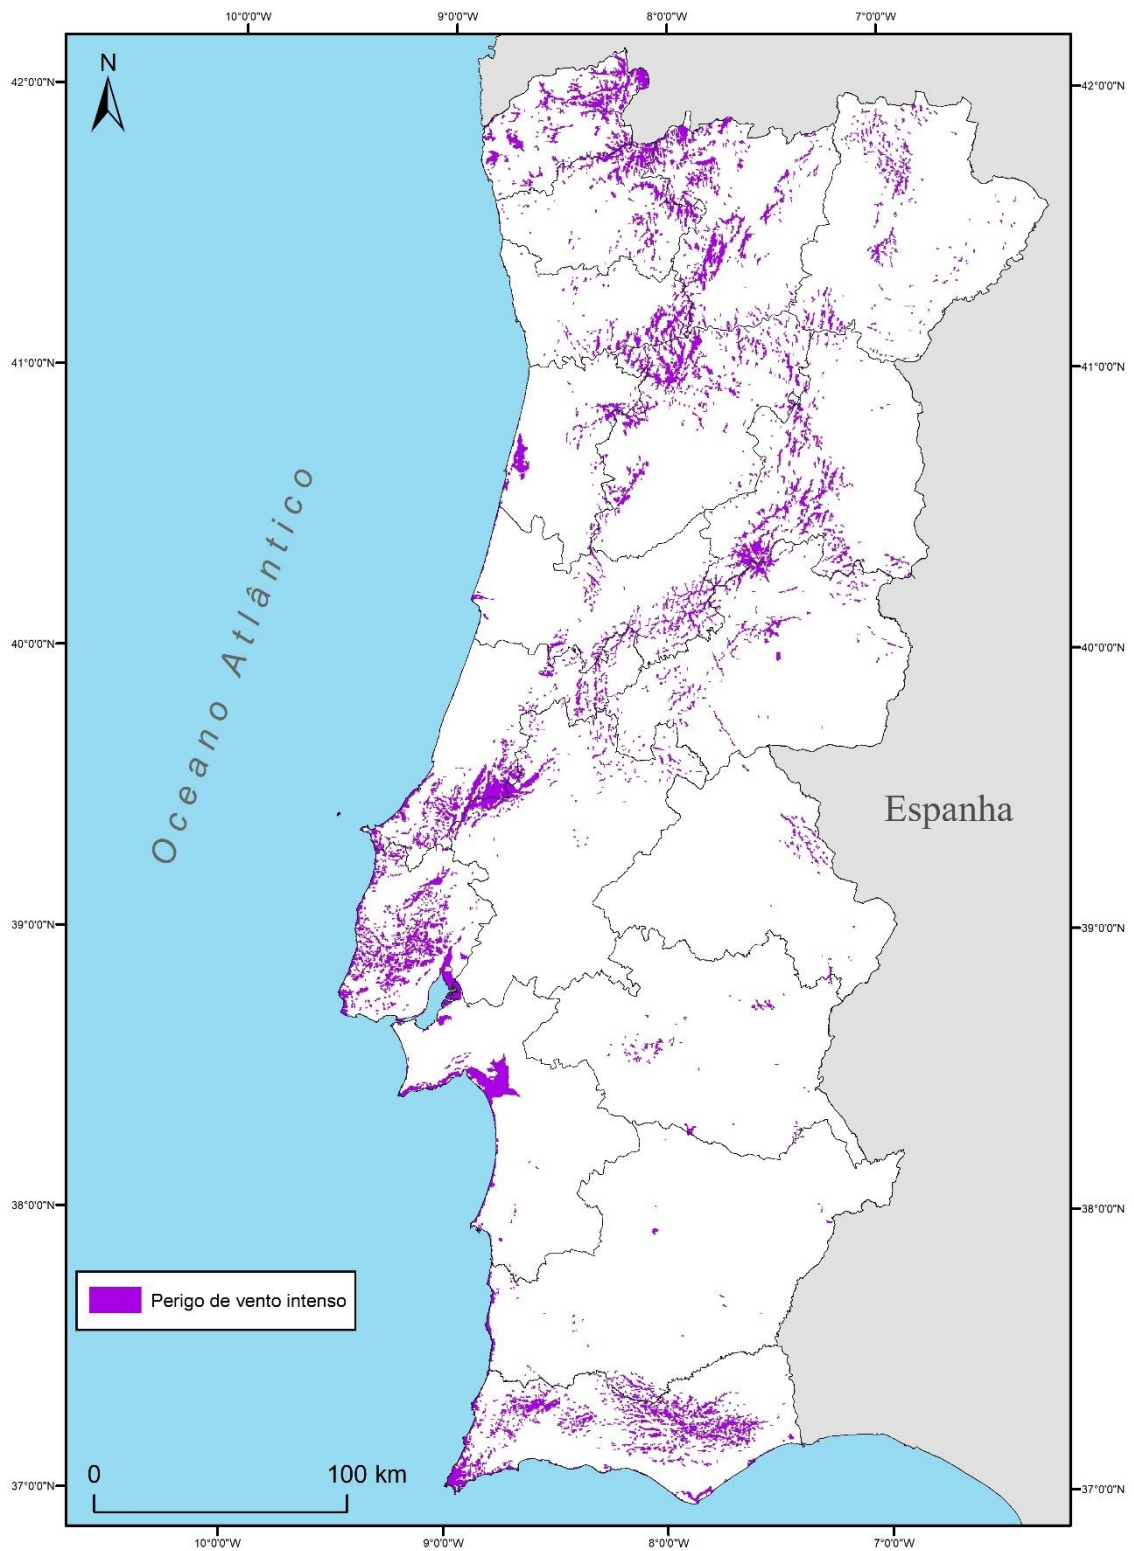 10°0'0"W 9°0'0"W 8°0'0"W 7°0'0"W
N
42°0'0"N 42°0'0"N
41°0'0"N 41°0'0"N
Oceano Atlântico
40°0'0"N 40°0'0"N
Espanha
39°0'0"N 39°0'0"N
38°0'0"N 38°0'0"N
Perigo de vento intenso
0 100 km
37°0'0"N 37°0'0"N
10°0'0"W 9°0'0"W 8°0'0"W 7°0'0"W